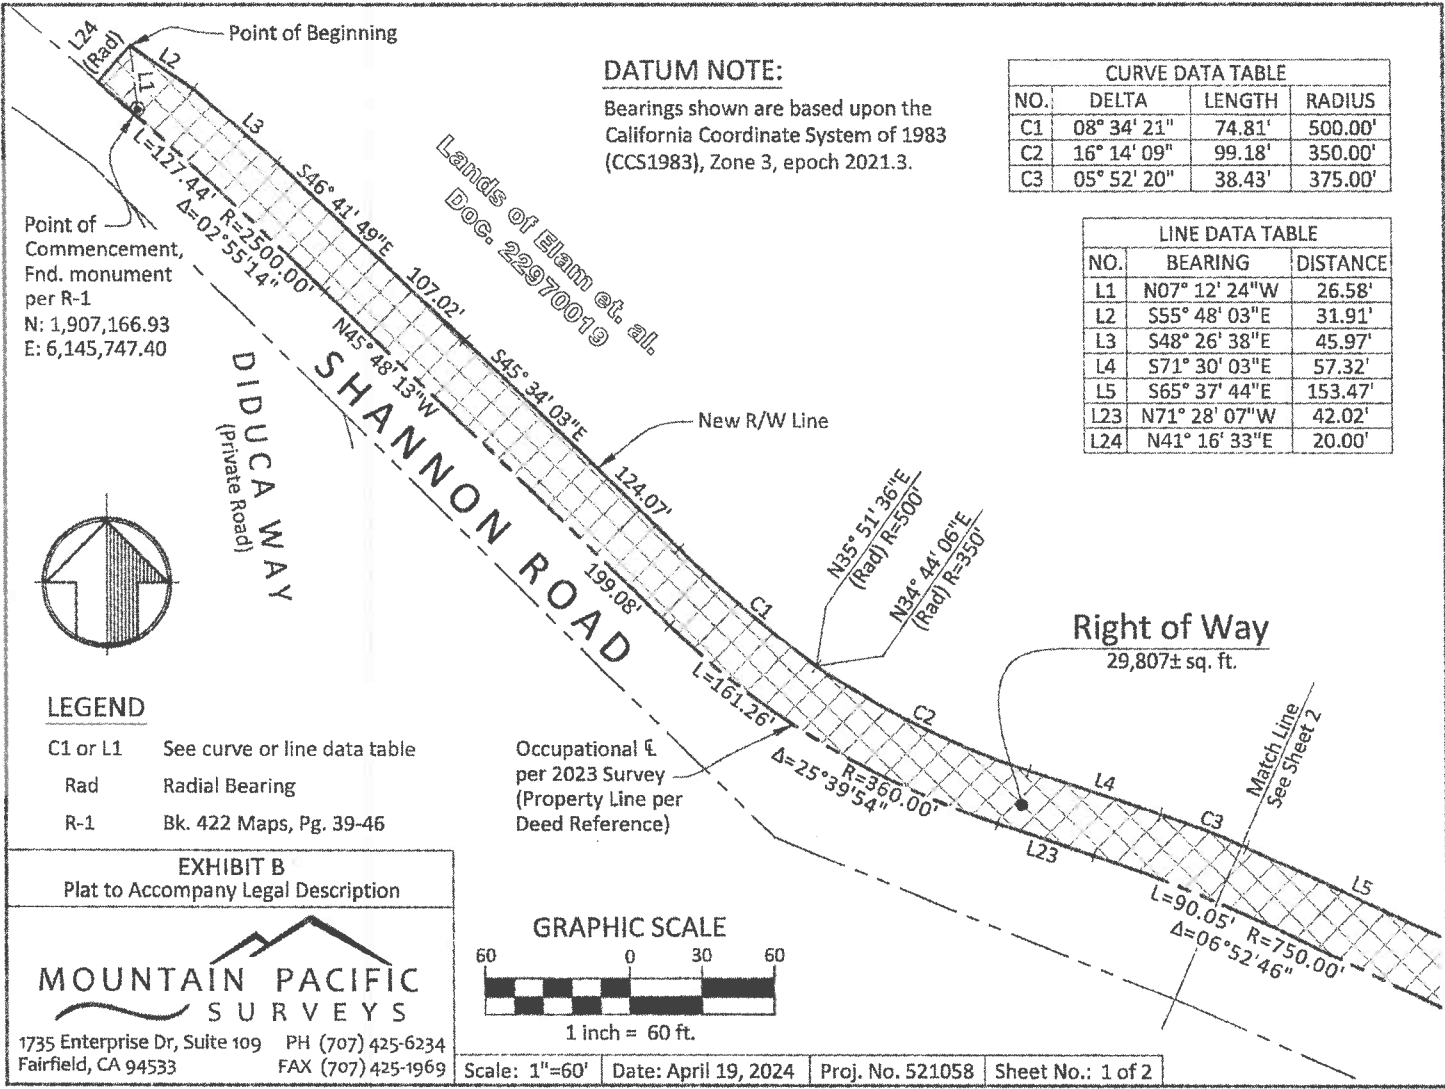 L24
(Rad)
Point of Beginning
L2
L1
L3
L=127.44'
R=2500.00'
Δ=02°55'14"
S46° 41' 49"E
107.02'
N45° 48' 13"W
S45° 34' 03"E
124.07'
199.08'
DATUM NOTE:
Bearings shown are based upon the
California Coordinate System of 1983
(CCS1983), Zone 3, epoch 2021.3.
Lands of Elam et. al.
Doc. 22970019
CURVE DATA TABLE
NO. DELTA LENGTH RADIUS
C1 08° 34' 21" 74.81' 500.00'
C2 16° 14' 09" 99.18' 350.00'
C3 05° 52' 20" 38.43' 375.00'
LINE DATA TABLE
NO. BEARING DISTANCE
L1 N07° 12' 24"W 26.58'
L2 S55° 48' 03"E 31.91'
L3 S48° 26' 38"E 45.97'
L4 S71° 30' 03"E 57.32'
L5 S65° 37' 44"E 153.47'
L23 N71° 28' 07"W 42.02'
L24 N41° 16' 33"E 20.00'
Point of
Commencement,
Fnd. monument
per R-1
N: 1,907,166.93
E: 6,145,747.40
DIDUCA WAY
(Private Road)
SHANNON ROAD
New R/W Line
N35° 51' 36"E
(Rad) R=500'
N34° 44' 06"E
(Rad) R=350'
C1
C2
L=161.26'
R=360.00'
Δ=25°39'54"
Right of Way
29,807± sq. ft.
Match Line
See Sheet 2
L4
C3
L5
L23
L=90.05'
R=750.00'
Δ=06°52'46"
Occupational ℄
per 2023 Survey
(Property Line per
Deed Reference)
LEGEND
C1 or L1 See curve or line data table
Rad Radial Bearing
R-1 Bk. 422 Maps, Pg. 39-46
EXHIBIT B
Plat to Accompany Legal Description
MOUNTAIN PACIFIC
SURVEYS
1735 Enterprise Dr, Suite 109 PH (707) 425-6234
Fairfield, CA 94533 FAX (707) 425-1969
GRAPHIC SCALE
60 0 30 60
1 inch = 60 ft.
Scale: 1"=60' Date: April 19, 2024 Proj. No. 521058 Sheet No.: 1 of 2